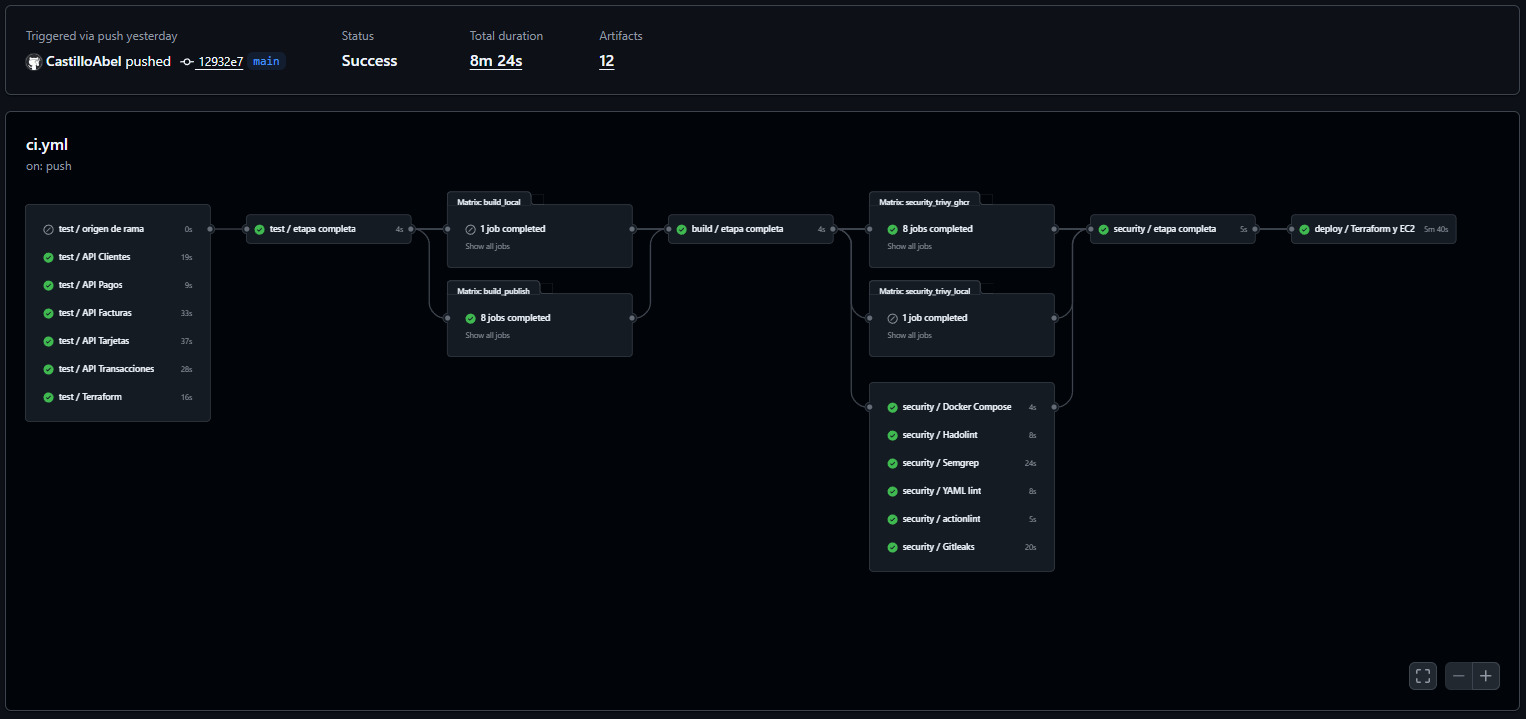 Triggered via push yesterday
CastilloAbel pushed 12932e7 main
Status
Success
Total duration
8m 24s
Artifacts
12
ci.yml
on: push
test / origen de rama 0s
test / API Clientes 19s
test / API Pagos 9s
test / API Facturas 33s
test / API Tarjetas 37s
test / API Transacciones 28s
test / Terraform 16s
test / etapa completa 4s
Matrix: build_local
1 job completed
Show all jobs
Matrix: build_publish
8 jobs completed
Show all jobs
build / etapa completa 4s
Matrix: security_trivy_ghcr
8 jobs completed
Show all jobs
Matrix: security_trivy_local
1 job completed
Show all jobs
security / Docker Compose 4s
security / Hadolint 8s
security / Semgrep 24s
security / YAML lint 8s
security / actionlint 5s
security / Gitleaks 20s
security / etapa completa 5s
deploy / Terraform y EC2 5m 40s